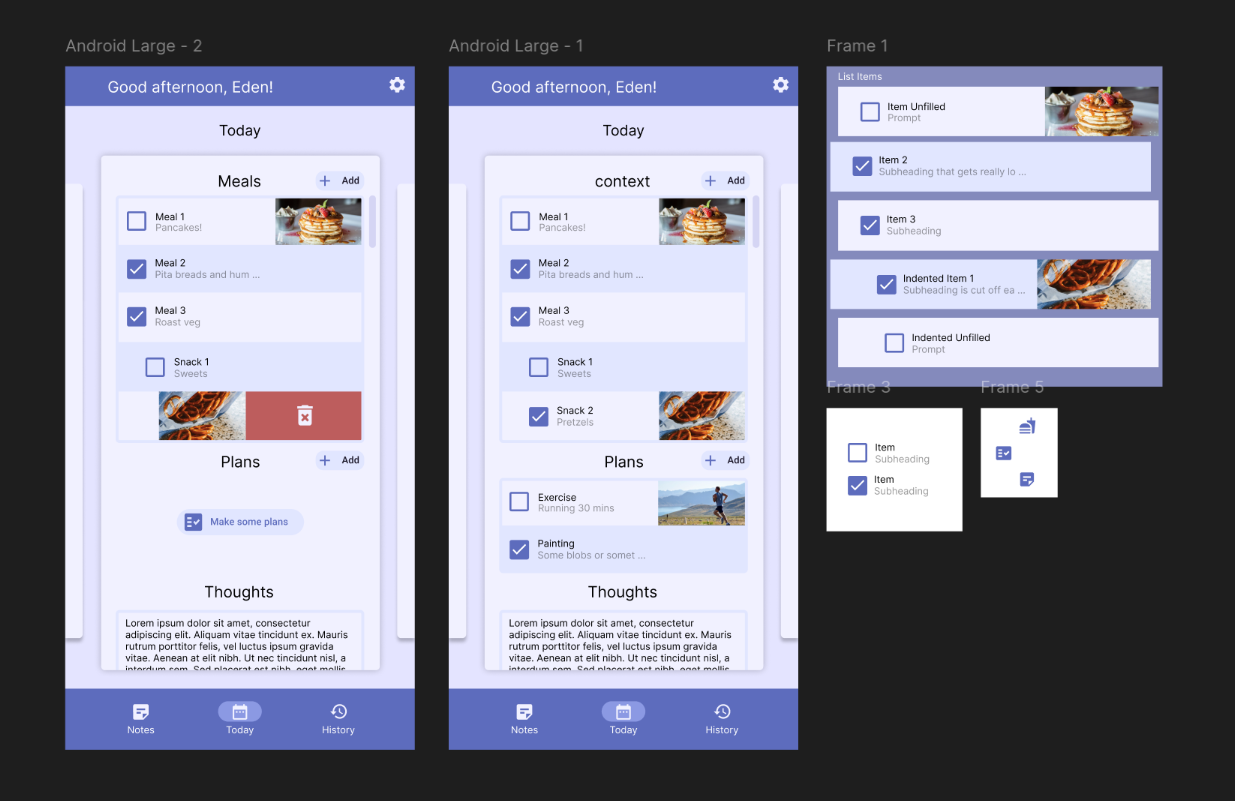 Android Large - 2
Good afternoon, Eden!
Today
Meals
Add
Meal 1
Pancakes!
Meal 2
Pita breads and hum ...
Meal 3
Roast veg
Snack 1
Sweets
Plans
Add
Make some plans
Thoughts
Lorem ipsum dolor sit amet, consectetur
adipiscing elit. Aliquam vitae tincidunt ex. Mauris
rutrum porttitor felis, vel luctus ipsum gravida
vitae. Aenean at elit nibh. Ut nec tincidunt nisl, a
interdum sem. Sed placerat est nibh, eget mollis
Notes
Today
History
Android Large - 1
Good afternoon, Eden!
Today
context
Add
Meal 1
Pancakes!
Meal 2
Pita breads and hum ...
Meal 3
Roast veg
Snack 1
Sweets
Snack 2
Pretzels
Plans
Add
Exercise
Running 30 mins
Painting
Some blobs or somet ...
Thoughts
Lorem ipsum dolor sit amet, consectetur
adipiscing elit. Aliquam vitae tincidunt ex. Mauris
rutrum porttitor felis, vel luctus ipsum gravida
vitae. Aenean at elit nibh. Ut nec tincidunt nisl, a
interdum sem. Sed placerat est nibh, eget mollis
Notes
Today
History
Frame 1
List Items
Item Unfilled
Prompt
Item 2
Subheading that gets really lo ...
Item 3
Subheading
Indented Item 1
Subheading is cut off ea ...
Indented Unfilled
Prompt
Frame 3
Item
Subheading
Item
Subheading
Frame 5